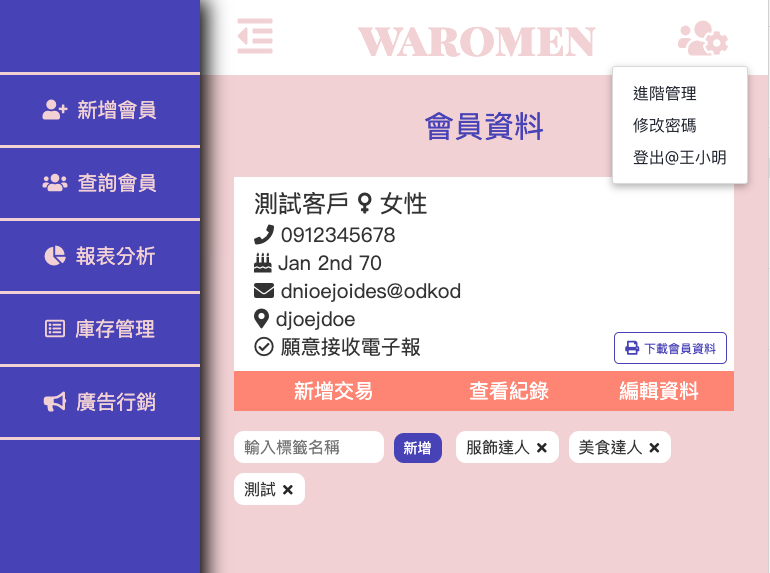 新增會員
查詢會員
報表分析
庫存管理
廣告行銷
WAROMEN
進階管理
修改密碼
登出@王小明
會員資料
測試客戶 女性
0912345678
Jan 2nd 70
dnioejoides@odkod
djoejdoe
願意接收電子報
下載會員資料
新增交易 查看紀錄 編輯資料
輸入標籤名稱 新增 服飾達人 美食達人
測試